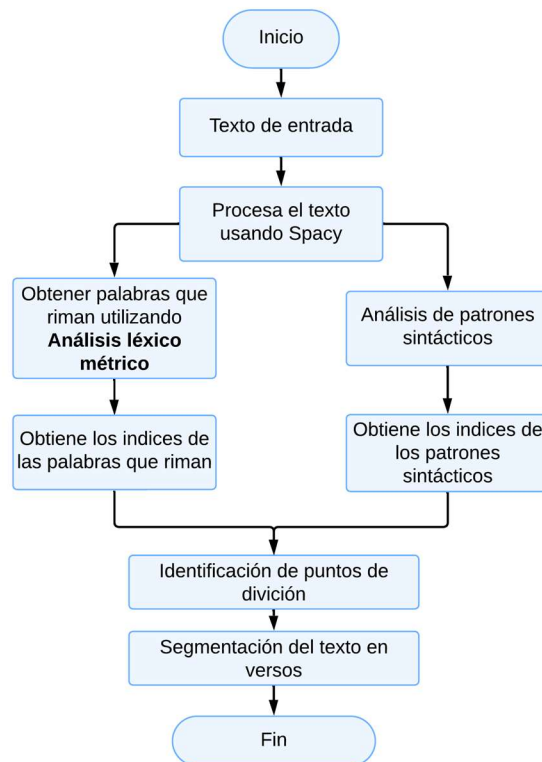 Inicio
Texto de entrada
Procesa el texto
usando Spacy
Obtener palabras que
riman utilizando
Análisis léxico
métrico
Análisis de patrones
sintácticos
Obtiene los indices de
las palabras que riman
Obtiene los indices de
los patrones
sintácticos
Identificación de puntos de
división
Segmentación del texto en
versos
Fin